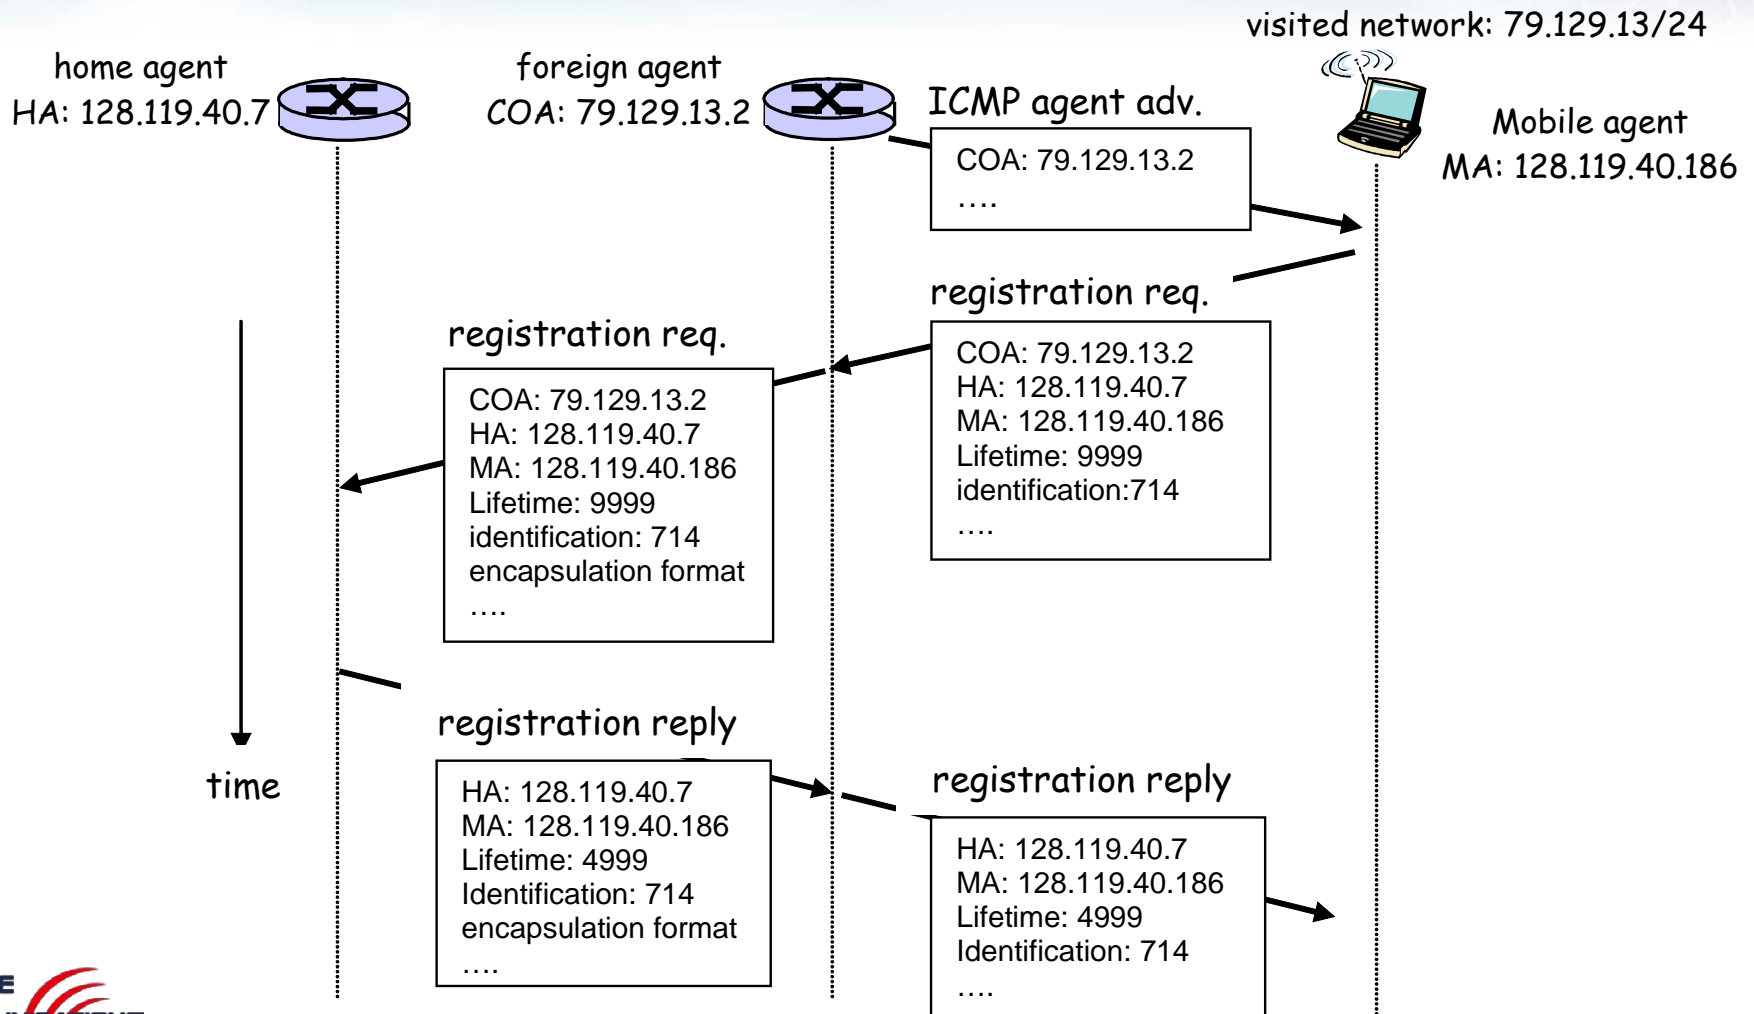 visited network: 79.129.13/24
home agent
HA: 128.119.40.7
foreign agent
COA: 79.129.13.2
ICMP agent adv.
Mobile agent
MA: 128.119.40.186
COA: 79.129.13.2
....
registration req.
COA: 79.129.13.2
HA: 128.119.40.7
MA: 128.119.40.186
Lifetime: 9999
identification:714
....
registration req.
COA: 79.129.13.2
HA: 128.119.40.7
MA: 128.119.40.186
Lifetime: 9999
identification: 714
encapsulation format
....
time
registration reply
HA: 128.119.40.7
MA: 128.119.40.186
Lifetime: 4999
Identification: 714
encapsulation format
....
registration reply
HA: 128.119.40.7
MA: 128.119.40.186
Lifetime: 4999
Identification: 714
....